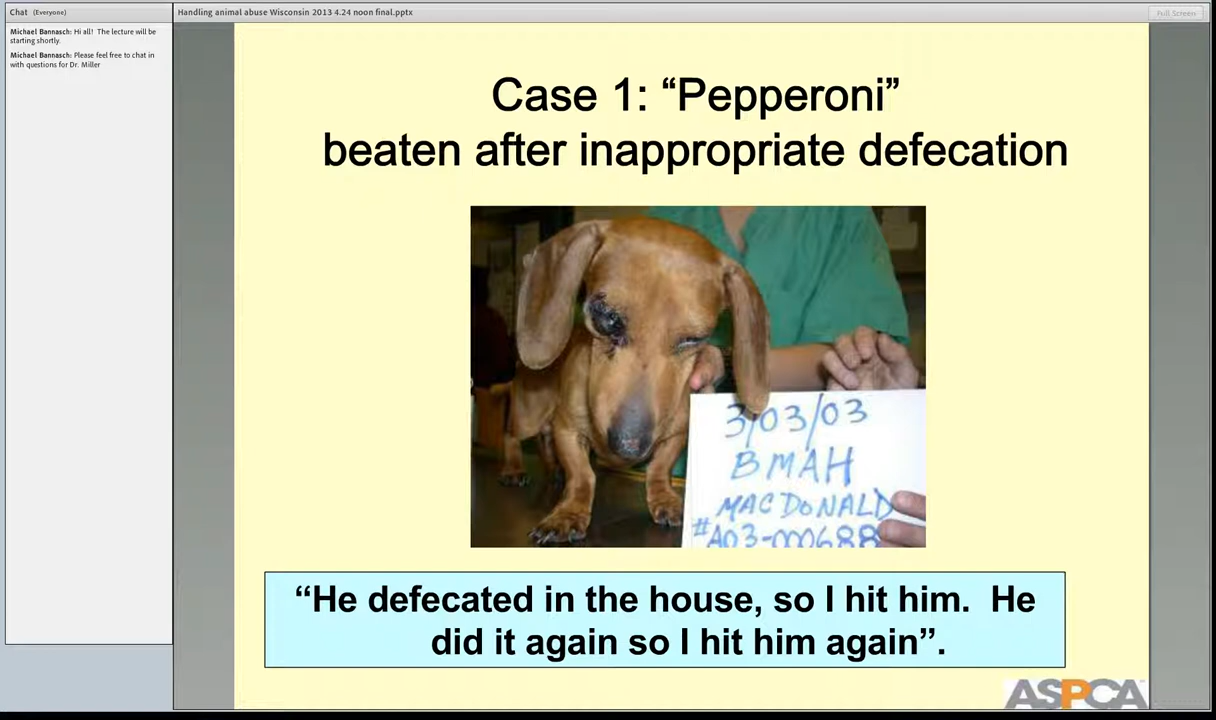 Chat (Everyone)
Handling animal abuse Wisconsin 2013 4.24 noon final.pptx
Full Screen
Michael Bannasch: Hi all! The lecture will be
starting shortly.
Michael Bannasch: Please feel free to chat in
with questions for Dr. Miller
Case 1: “Pepperoni”
beaten after inappropriate defecation
3/03/03
BMAH
MACDONALD
#A03-000688
“He defecated in the house, so I hit him. He
did it again so I hit him again”.
ASPCA